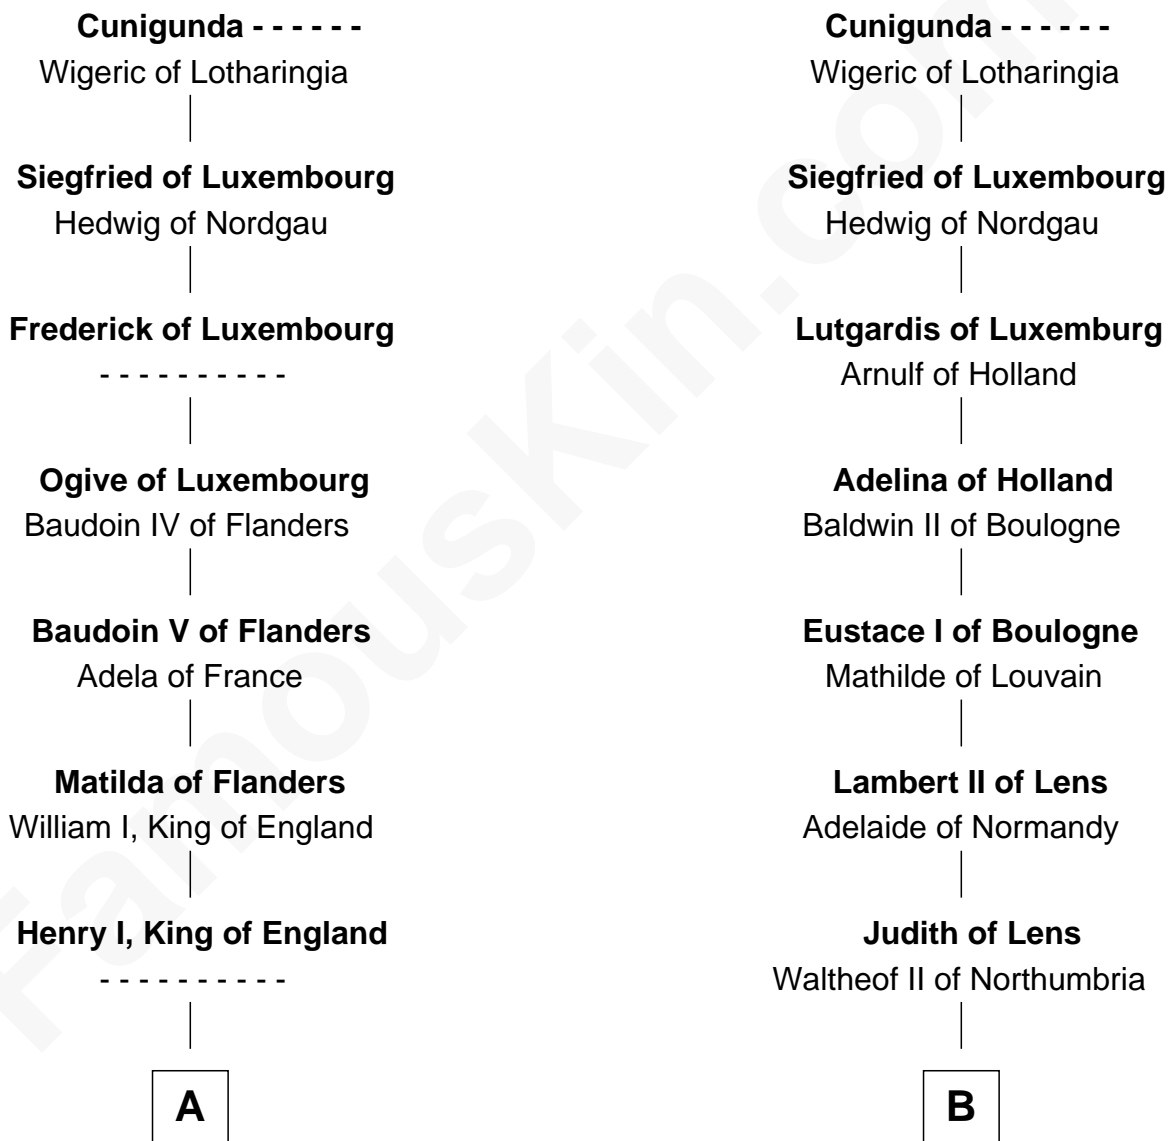 Cunigunda - - - - - -
Wigeric of Lotharingia
Siegfried of Luxembourg
Hedwig of Nordgau
Frederick of Luxembourg
- - - - - - - - - -
Ogive of Luxembourg
Baudoin IV of Flanders
Baudoin V of Flanders
Adela of France
Matilda of Flanders
William I, King of England
Henry I, King of England
- - - - - - - - - -
A
Cunigunda - - - - - -
Wigeric of Lotharingia
Siegfried of Luxembourg
Hedwig of Nordgau
Lutgardis of Luxemburg
Arnulf of Holland
Adelina of Holland
Baldwin II of Boulogne
Eustace I of Boulogne
Mathilde of Louvain
Lambert II of Lens
Adelaide of Normandy
Judith of Lens
Waltheof II of Northumbria
B
FamousKin.com